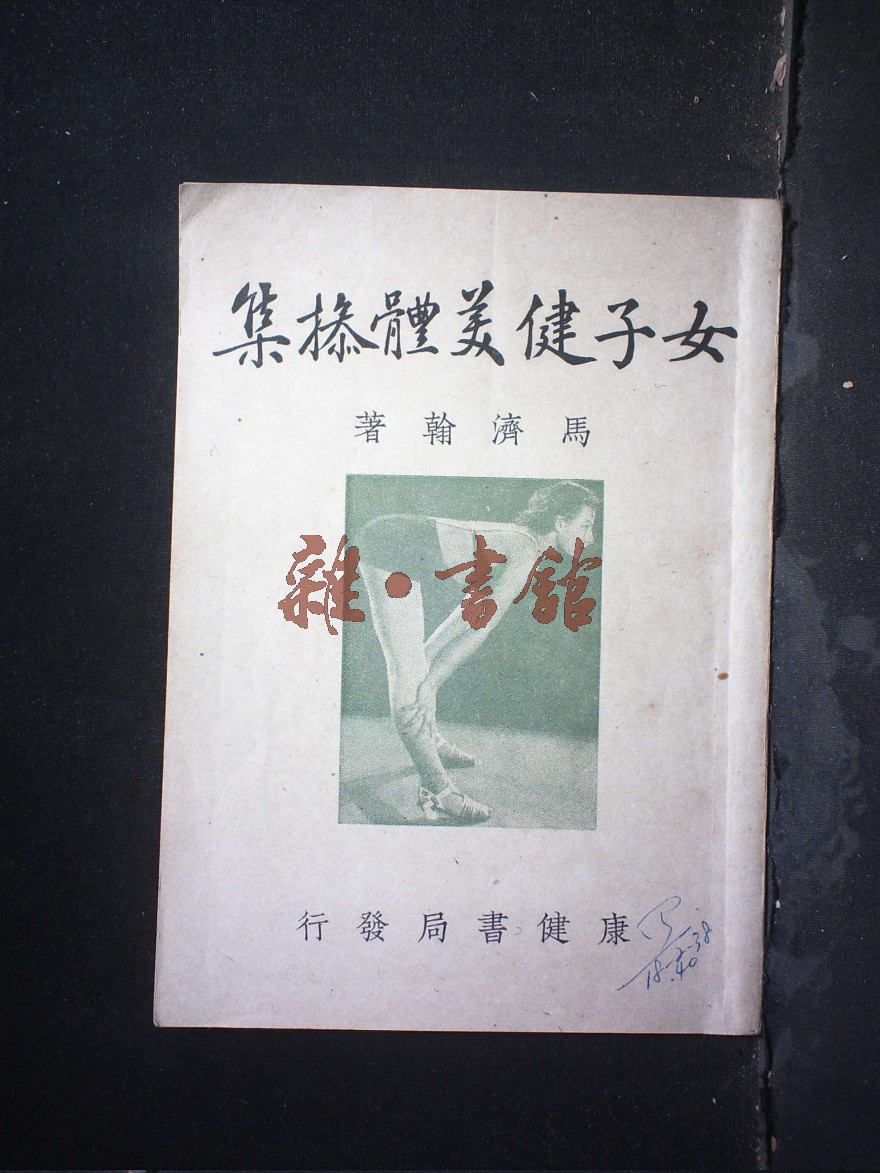 女子健美體操集
馬濟翰著
雜·書館
康健書局發行